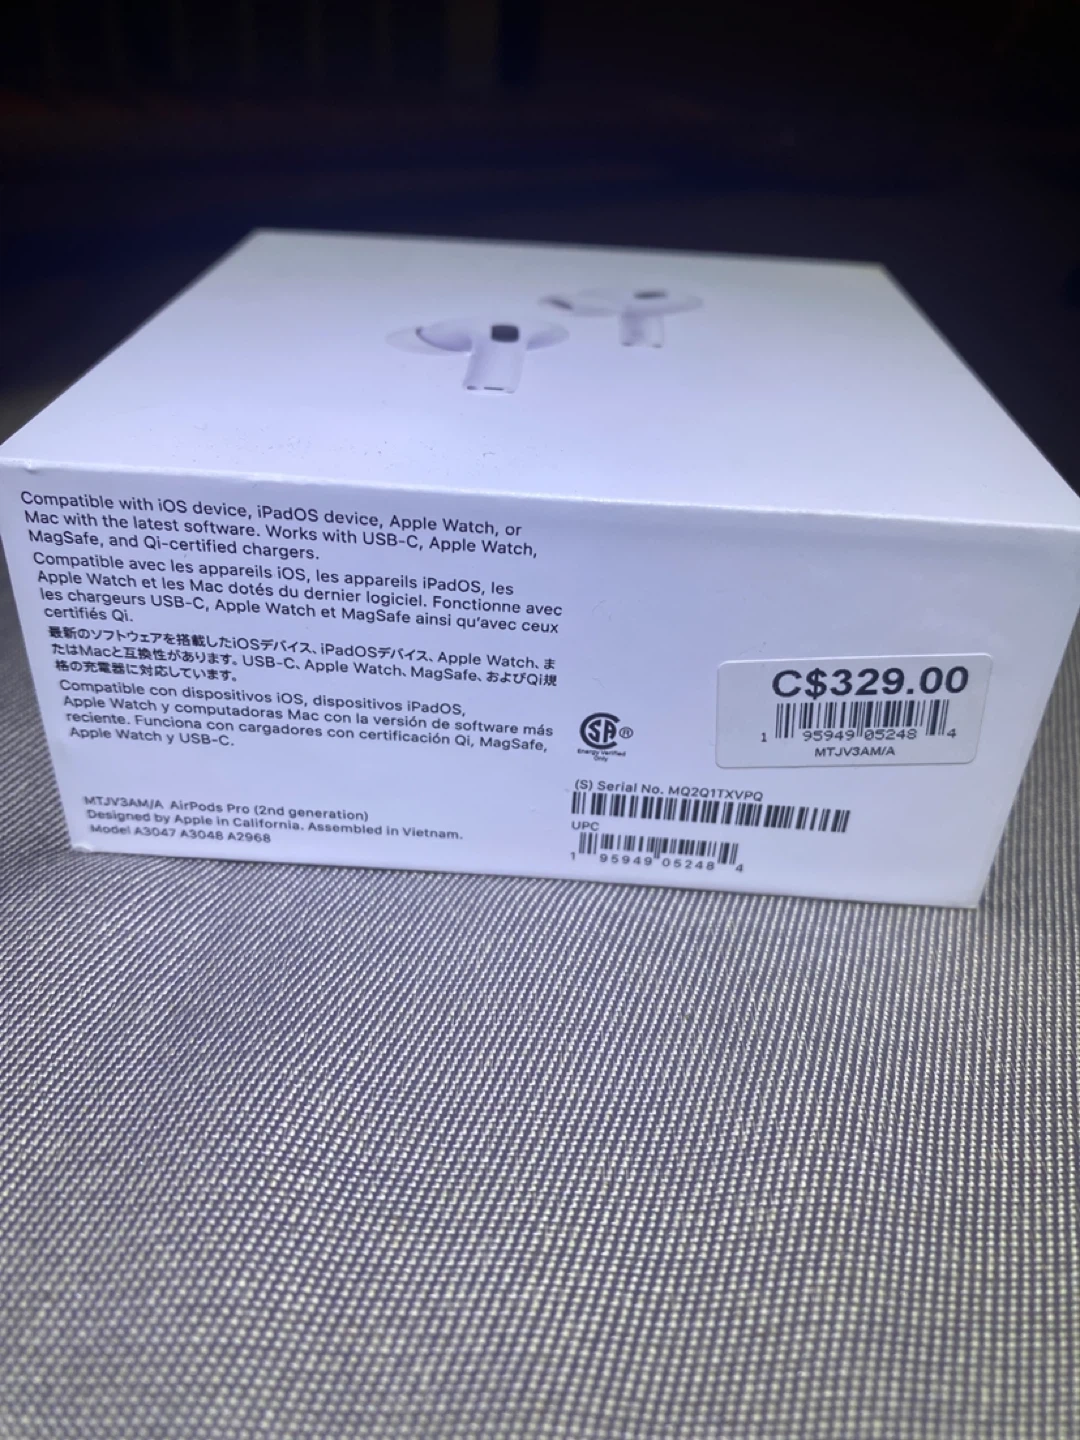 Compatible with iOS device, iPadOS device, Apple Watch, or
Mac with the latest software. Works with USB-C, Apple Watch,
MagSafe, and Qi-certified chargers.
Compatible avec les appareils iOS, les appareils iPadOS, les
Apple Watch et les Mac dotés du dernier logiciel. Fonctionne avec
les chargeurs USB-C, Apple Watch et MagSafe ainsi qu'avec ceux
certifiés Qi.
最新のソフトウェアを搭載したiOSデバイス、iPadOSデバイス、Apple Watch、ま
たはMacと互換性があります。USB-C、Apple Watch、MagSafe、およびQi規
格の充電器に対応しています。
Compatible con dispositivos iOS, dispositivos iPadOS,
Apple Watch y computadoras Mac con la versión de software más
reciente. Funciona con cargadores con certificación Qi, MagSafe,
Apple Watch y USB-C.
MTJV3AM/A AirPods Pro (2nd generation)
Designed by Apple in California. Assembled in Vietnam.
Model A3047 A3048 A2968
SA®
Energy Verified
Only
C$329.00
1 95949 05248 4
MTJV3AM/A
(S) Serial No. MQ2Q1TXVPQ
UPC
1 95949 05248 4